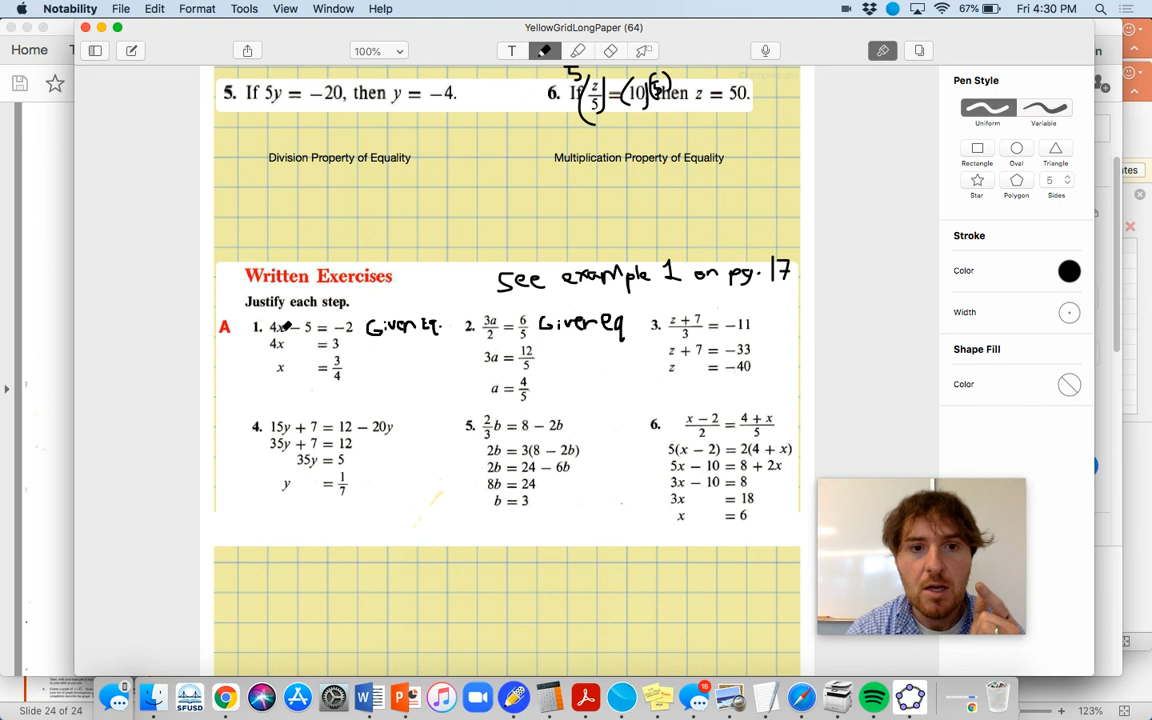 Notability File Edit Tools View Window Help 67% Fri 4:30 PM
YellowGridLongPaper (64)
Home
100%
T
Pen Style
Uniform Variable
Rectangle Oval Triangle
5
Star Polygon Sides
Stroke
Color
Width
Shape Fill
Color
5. If 5y = −20, then y = −4.
5
6. If z/5 = (10)(5) then z = 50.
Division Property of Equality
Multiplication Property of Equality
Written Exercises
See example 1 on pg. 17
Justify each step.
A
1. 4x − 5 = −2 Given Eq.
4x = 3
x = 3/4
2. 3a/2 = 6/5 Given Eq
3a = 12/5
a = 4/5
3. z + 7/3 = −11
z + 7 = −33
z = −40
4. 15y + 7 = 12 − 20y
35y + 7 = 12
35y = 5
y = 1/7
5. 2/3 b = 8 − 2b
2b = 3(8 − 2b)
2b = 24 − 6b
8b = 24
b = 3
6. x − 2/2 = 4 + x/5
5(x − 2) = 2(4 + x)
5x − 10 = 8 + 2x
3x − 10 = 8
3x = 18
x = 6
SFUSD
Slide 24 of 24
123%